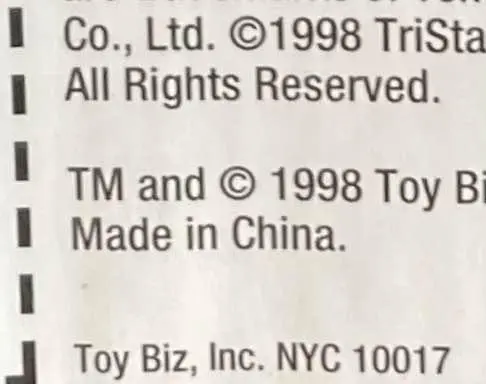 Co., Ltd. ©1998 TriSta
All Rights Reserved.
TM and © 1998 Toy Bi
Made in China.
Toy Biz, Inc. NYC 10017